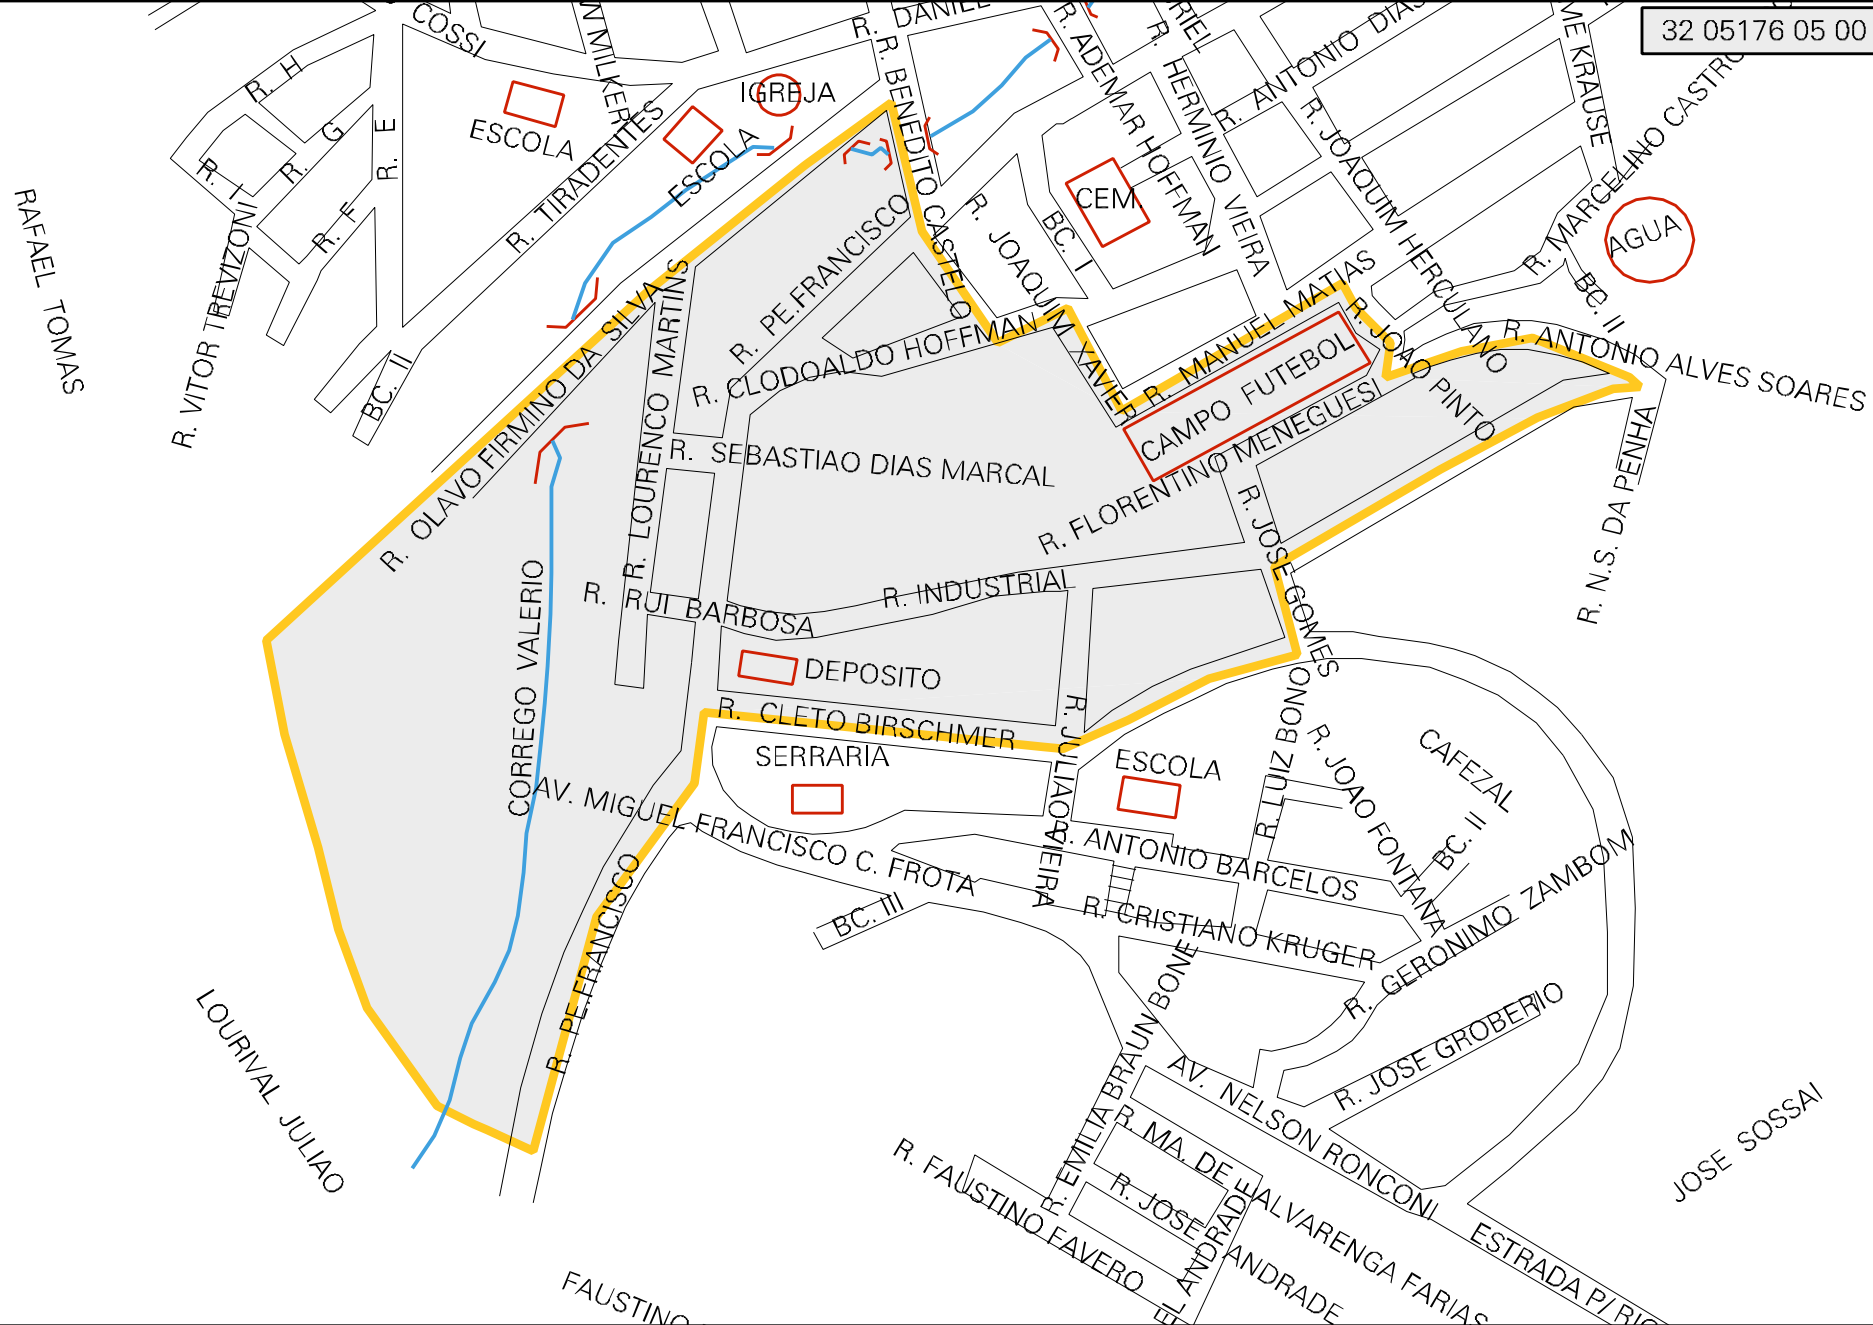 32 05176 05 00
COSSI
R. DANIEL
R. BENEDITO CASTELO
R. ADEMAR HOFFMAN
R. HERMINIO VIEIRA
R. ANTONIO DIAS
R. JOAQUIM HERCULANO
R. MARCELINO CASTRO
R. H
R. G
R. E
R. I
R. F
ESCOLA
IGREJA
ESCOLA
R. TIRADENTES
RAFAEL TOMAS
R. VITOR TREVIZONI
BC. II
CEM.
BC. I
R. JOAQUIM XAVIER
AGUA
BC. II
R. PE.FRANCISCO
R. MANUEL MATIAS
R. JOAO PINTO
R. ANTONIO ALVES SOARES
R. CLODOALDO HOFFMAN
CAMPO FUTEBOL
R. FLORENTINO MENEGUESI
R. OLAVO FIRMINO DA SILVA
R. LOURENCO MARTINS
R. SEBASTIAO DIAS MARCAL
R. N.S. DA PENHA
R. JOSE GOMES
R. INDUSTRIAL
R. RUI BARBOSA
CORREGO VALERIO
DEPOSITO
R. CLETO BIRSCHMER
SERRARIA
R. JULIAO VIEIRA
ESCOLA
R. LUIZ BONO
R. JOAO FONTANA
CAFEZAL
BC. II
AV. MIGUEL FRANCISCO C. FROTA
R. ANTONIO BARCELOS
R. GERONIMO ZAMBOM
BC. III
R. CRISTIANO KRUGER
R. PE.FRANCISCO
R. EMILIA BRAUN BONE
R. JOSE GROBERIO
LOURIVAL JULIAO
AV. NELSON RONCONI
R. MA. DE ALVARENGA FARIAS
R. JOSE ANDRADE
R. FAUSTINO FAVERO
EL ANDRADE
JOSE SOSSAI
ESTRADA P/ RIO
FAUSTINO